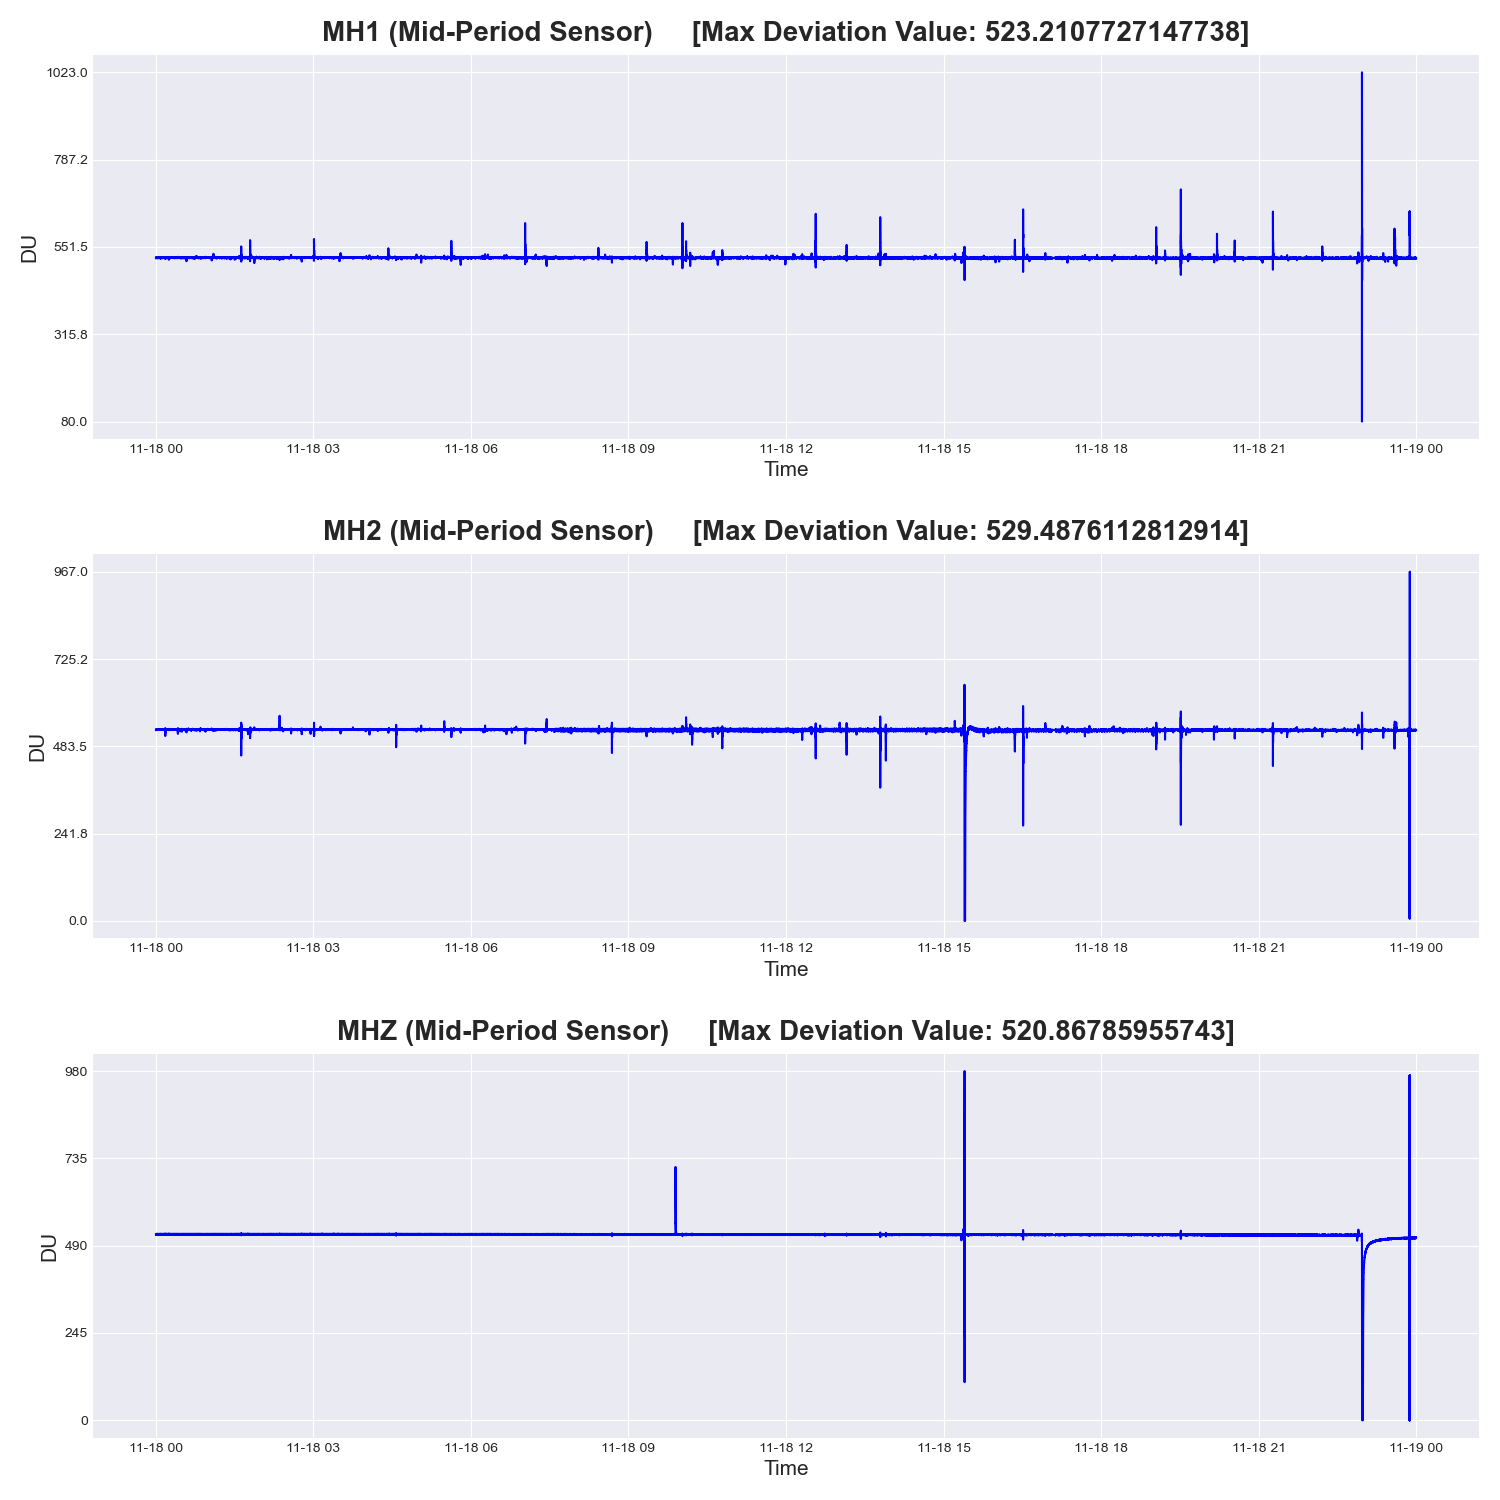 MH1 (Mid-Period Sensor) [Max Deviation Value: 523.2107727147738]
1023.0
787.2
551.5
315.8
80.0
DU
11-18 00 11-18 03 11-18 06 11-18 09 11-18 12 11-18 15 11-18 18 11-18 21 11-19 00
Time
MH2 (Mid-Period Sensor) [Max Deviation Value: 529.4876112812914]
967.0
725.2
483.5
241.8
0.0
DU
11-18 00 11-18 03 11-18 06 11-18 09 11-18 12 11-18 15 11-18 18 11-18 21 11-19 00
Time
MHZ (Mid-Period Sensor) [Max Deviation Value: 520.86785955743]
980
735
490
245
0
DU
11-18 00 11-18 03 11-18 06 11-18 09 11-18 12 11-18 15 11-18 18 11-18 21 11-19 00
Time